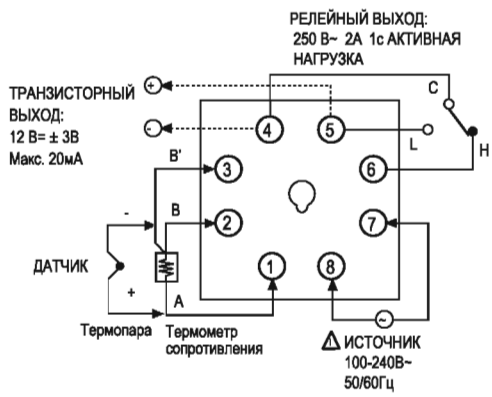 РЕЛЕЙНЫЙ ВЫХОД:
250 В~ 2А 1с АКТИВНАЯ
НАГРУЗКА
ТРАНЗИСТОРНЫЙ
ВЫХОД:
12 В= ± 3В
Макс. 20мА
+
-
C
L
H
4
5
B'
3
6
B
2
7
1
8
-
ДАТЧИК
+
A
~
Термопара
Термометр
сопротивления
ИСТОЧНИК
100-240В~
50/60Гц